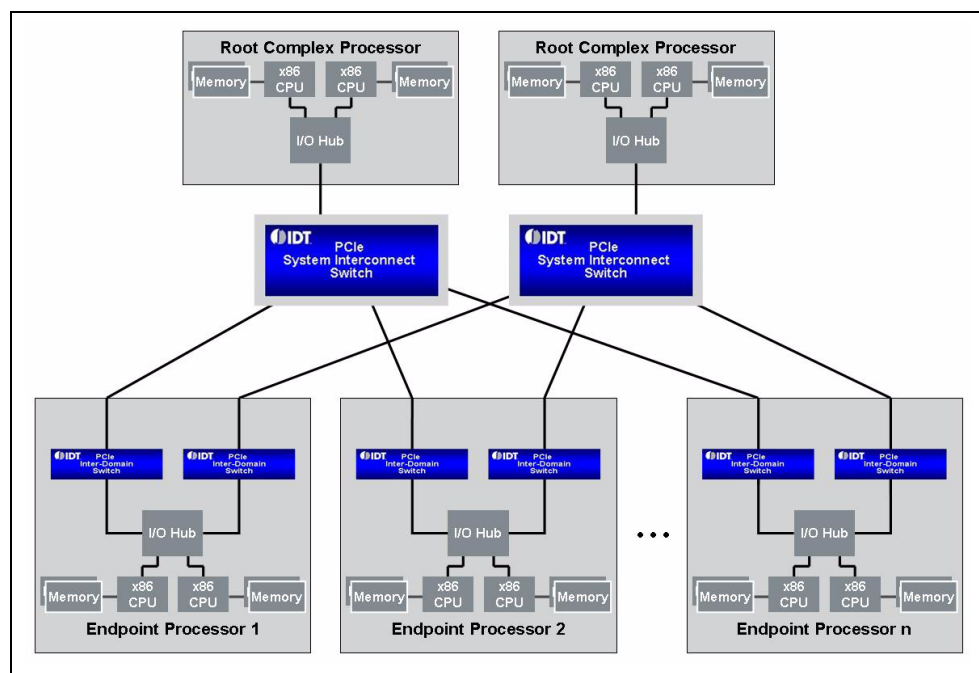 Root Complex Processor
Root Complex Processor
Memory
x86 CPU
x86 CPU
Memory
Memory
x86 CPU
x86 CPU
Memory
I/O Hub
I/O Hub
IDT
PCIe
System Interconnect
Switch
IDT
PCIe
System Interconnect
Switch
IDT PCIe
Inter-Domain
Switch
IDT PCIe
Inter-Domain
Switch
IDT PCIe
Inter-Domain
Switch
IDT PCIe
Inter-Domain
Switch
IDT PCIe
Inter-Domain
Switch
IDT PCIe
Inter-Domain
Switch
I/O Hub
I/O Hub
I/O Hub
...
Memory
x86 CPU
x86 CPU
Memory
Memory
x86 CPU
x86 CPU
Memory
Memory
x86 CPU
x86 CPU
Memory
Endpoint Processor 1
Endpoint Processor 2
Endpoint Processor n